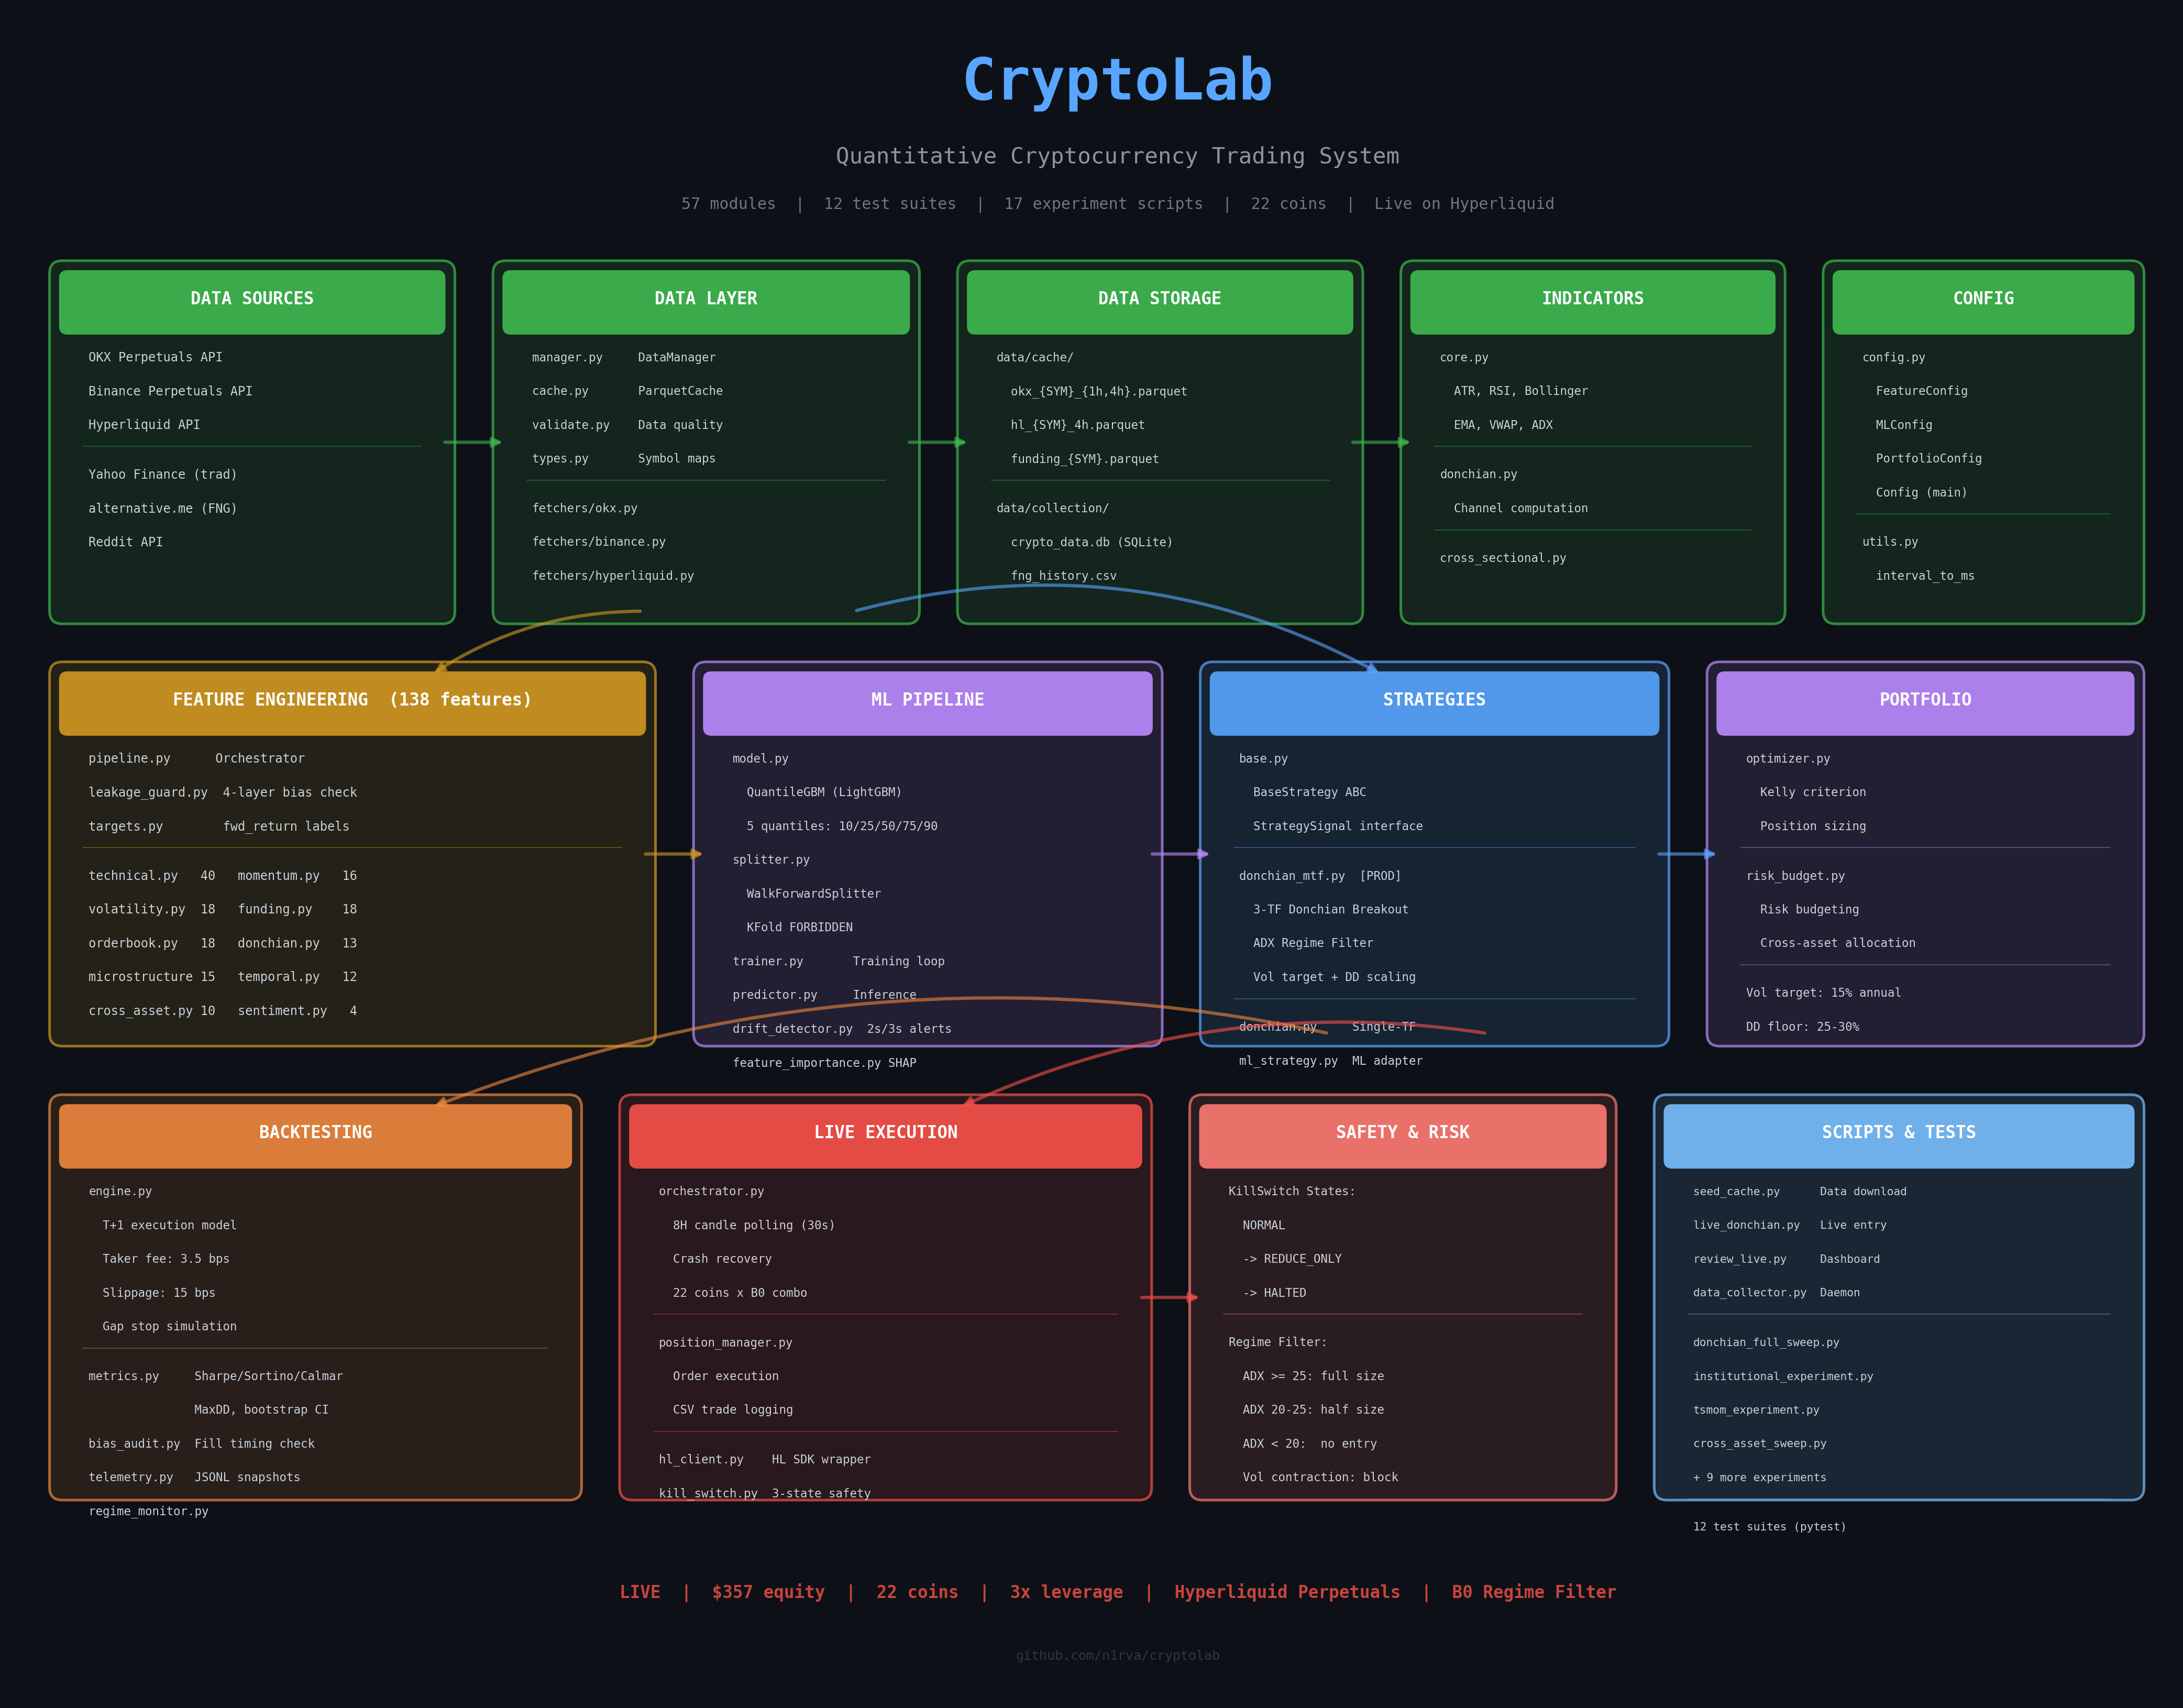 CryptoLab
Quantitative Cryptocurrency Trading System
57 modules | 12 test suites | 17 experiment scripts | 22 coins | Live on Hyperliquid
DATA SOURCES
OKX Perpetuals API
Binance Perpetuals API
Hyperliquid API
Yahoo Finance (trad)
alternative.me (FNG)
Reddit API
DATA LAYER
manager.py DataManager
cache.py ParquetCache
validate.py Data quality
types.py Symbol maps
fetchers/okx.py
fetchers/binance.py
fetchers/hyperliquid.py
DATA STORAGE
data/cache/
okx_{SYM}_{1h,4h}.parquet
hl_{SYM}_4h.parquet
funding_{SYM}.parquet
data/collection/
crypto_data.db (SQLite)
fng_history.csv
INDICATORS
core.py
ATR, RSI, Bollinger
EMA, VWAP, ADX
donchian.py
Channel computation
cross_sectional.py
CONFIG
config.py
FeatureConfig
MLConfig
PortfolioConfig
Config (main)
utils.py
interval_to_ms
FEATURE ENGINEERING (138 features)
pipeline.py Orchestrator
leakage_guard.py 4-layer bias check
targets.py fwd_return labels
technical.py 40 momentum.py 16
volatility.py 18 funding.py 18
orderbook.py 18 donchian.py 13
microstructure 15 temporal.py 12
cross_asset.py 10 sentiment.py 4
ML PIPELINE
model.py
QuantileGBM (LightGBM)
5 quantiles: 10/25/50/75/90
splitter.py
WalkForwardSplitter
KFold FORBIDDEN
trainer.py Training loop
predictor.py Inference
drift_detector.py 2s/3s alerts
feature_importance.py SHAP
STRATEGIES
base.py
BaseStrategy ABC
StrategySignal interface
donchian_mtf.py [PROD]
3-TF Donchian Breakout
ADX Regime Filter
Vol target + DD scaling
donchian.py Single-TF
ml_strategy.py ML adapter
PORTFOLIO
optimizer.py
Kelly criterion
Position sizing
risk_budget.py
Risk budgeting
Cross-asset allocation
Vol target: 15% annual
DD floor: 25-30%
BACKTESTING
engine.py
T+1 execution model
Taker fee: 3.5 bps
Slippage: 15 bps
Gap stop simulation
metrics.py Sharpe/Sortino/Calmar
MaxDD, bootstrap CI
bias_audit.py Fill timing check
telemetry.py JSONL snapshots
regime_monitor.py
LIVE EXECUTION
orchestrator.py
8H candle polling (30s)
Crash recovery
22 coins x B0 combo
position_manager.py
Order execution
CSV trade logging
hl_client.py HL SDK wrapper
kill_switch.py 3-state safety
SAFETY & RISK
KillSwitch States:
NORMAL
-> REDUCE_ONLY
-> HALTED
Regime Filter:
ADX >= 25: full size
ADX 20-25: half size
ADX < 20: no entry
Vol contraction: block
SCRIPTS & TESTS
seed_cache.py Data download
live_donchian.py Live entry
review_live.py Dashboard
data_collector.py Daemon
donchian_full_sweep.py
institutional_experiment.py
tsmom_experiment.py
cross_asset_sweep.py
+ 9 more experiments
12 test suites (pytest)
LIVE | $357 equity | 22 coins | 3x leverage | Hyperliquid Perpetuals | B0 Regime Filter
github.com/n1rva/cryptolab